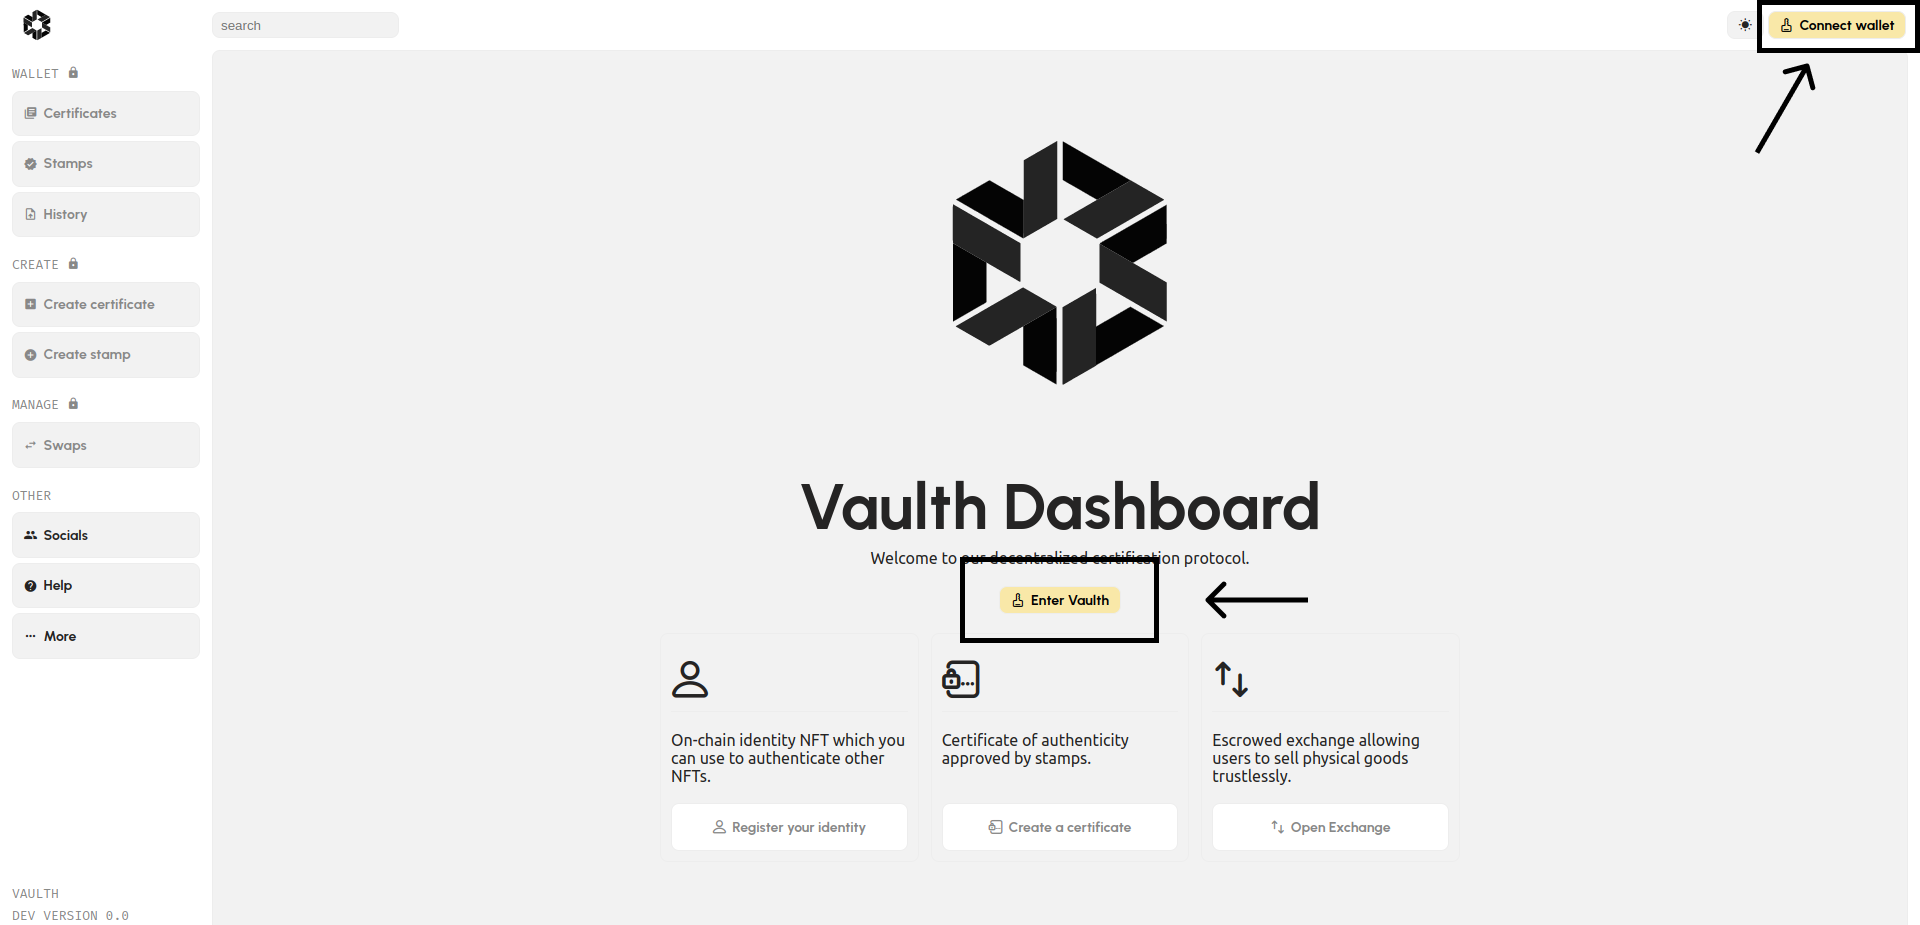 search
Connect wallet
WALLET
Certificates
Stamps
History
CREATE
Create certificate
Create stamp
MANAGE
Swaps
OTHER
Socials
Help
More
VAULTH
DEV VERSION 0.0
Vaulth Dashboard
Welcome to our decentralized certification protocol.
Enter Vaulth
On-chain identity NFT which you
can use to authenticate other
NFTs.
Register your identity
Certificate of authenticity
approved by stamps.
Create a certificate
Escrowed exchange allowing
users to sell physical goods
trustlessly.
Open Exchange